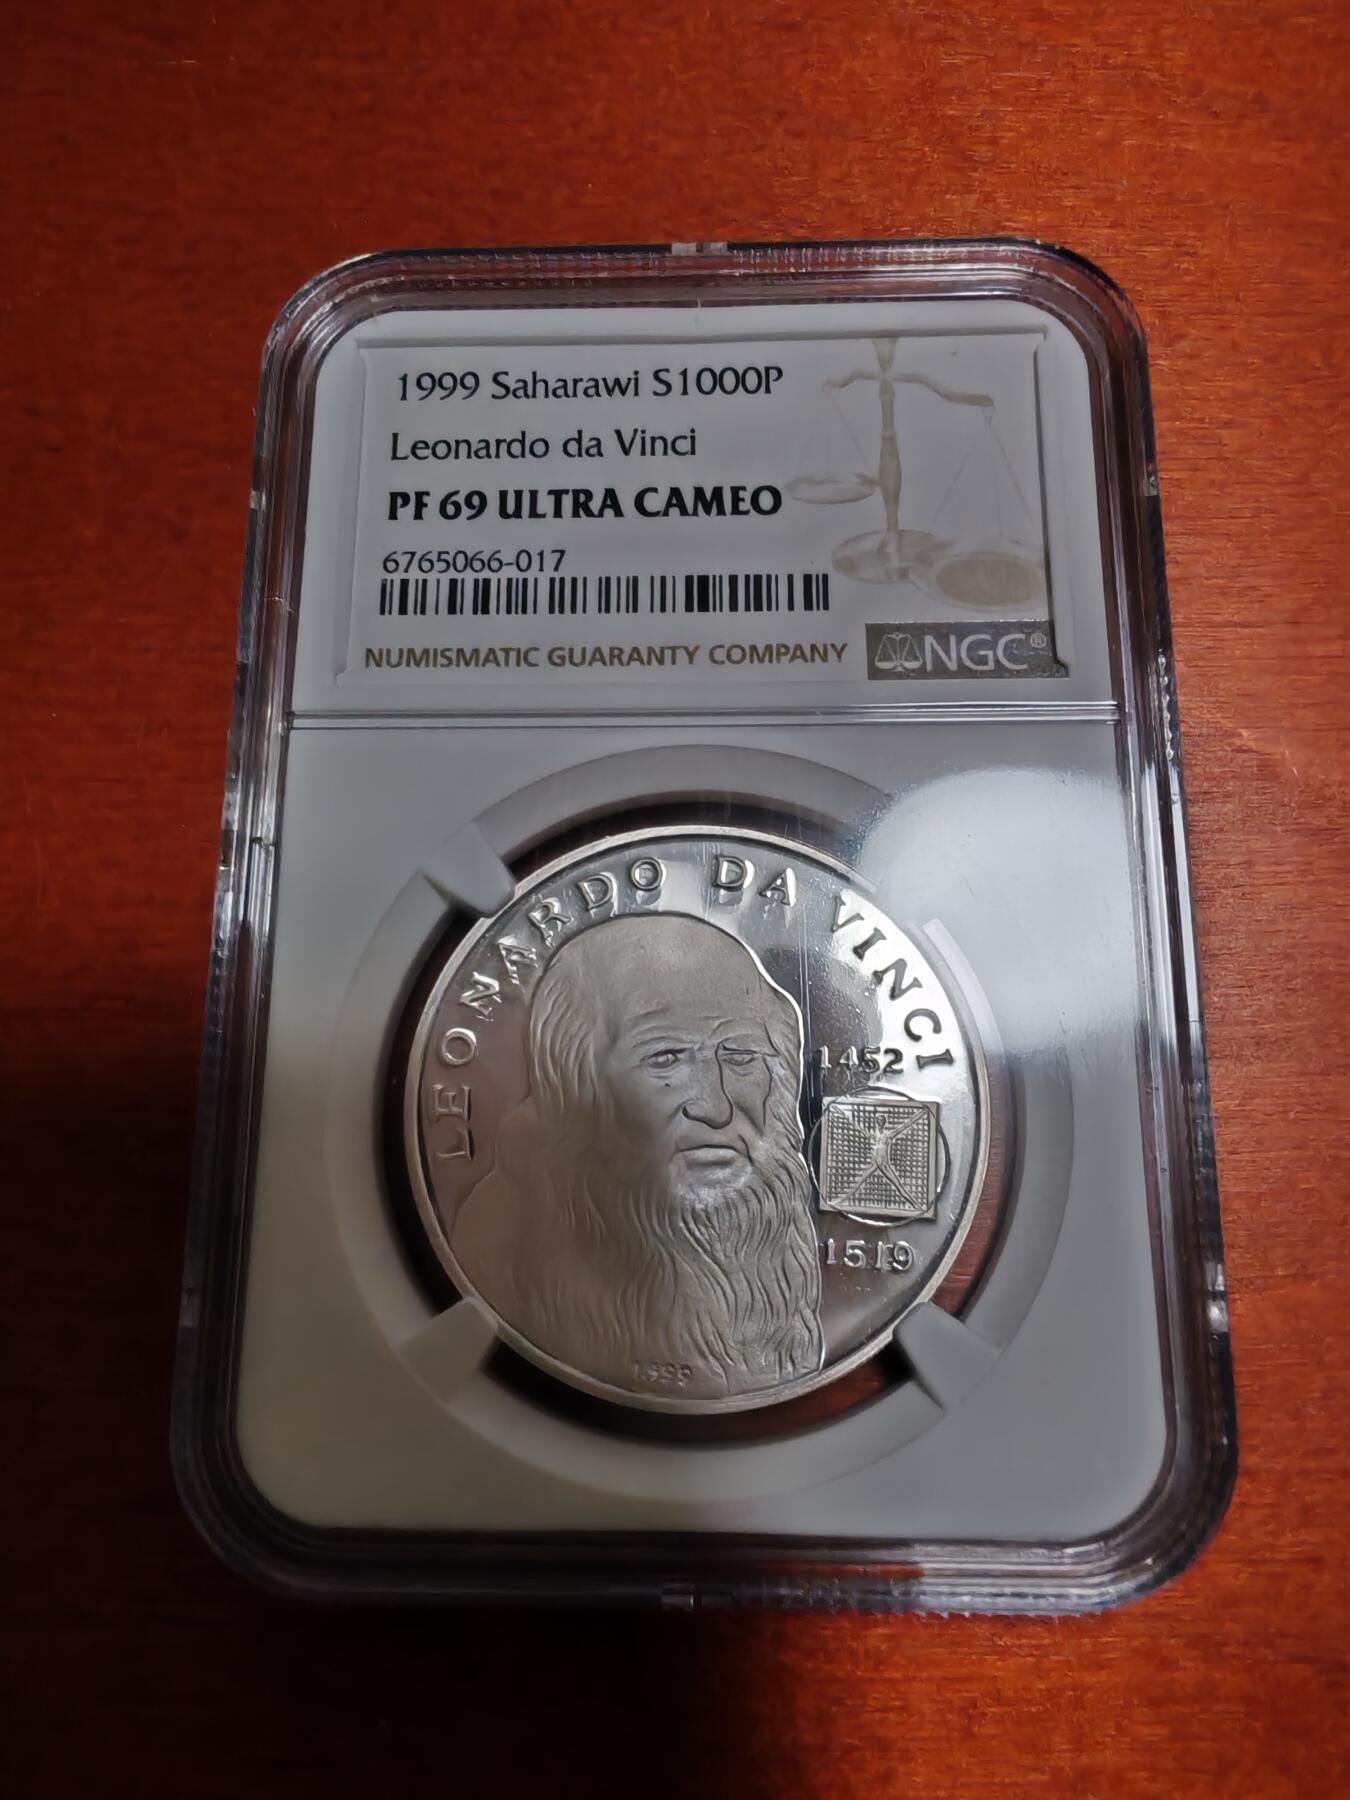 1999 Saharawi S1000P
Leonardo da Vinci
PF 69 ULTRA CAMEO
6765066-017
NUMISMATIC GUARANTY COMPANY
NGC®
LEONARDO DA VINCI
1452
1519
1999